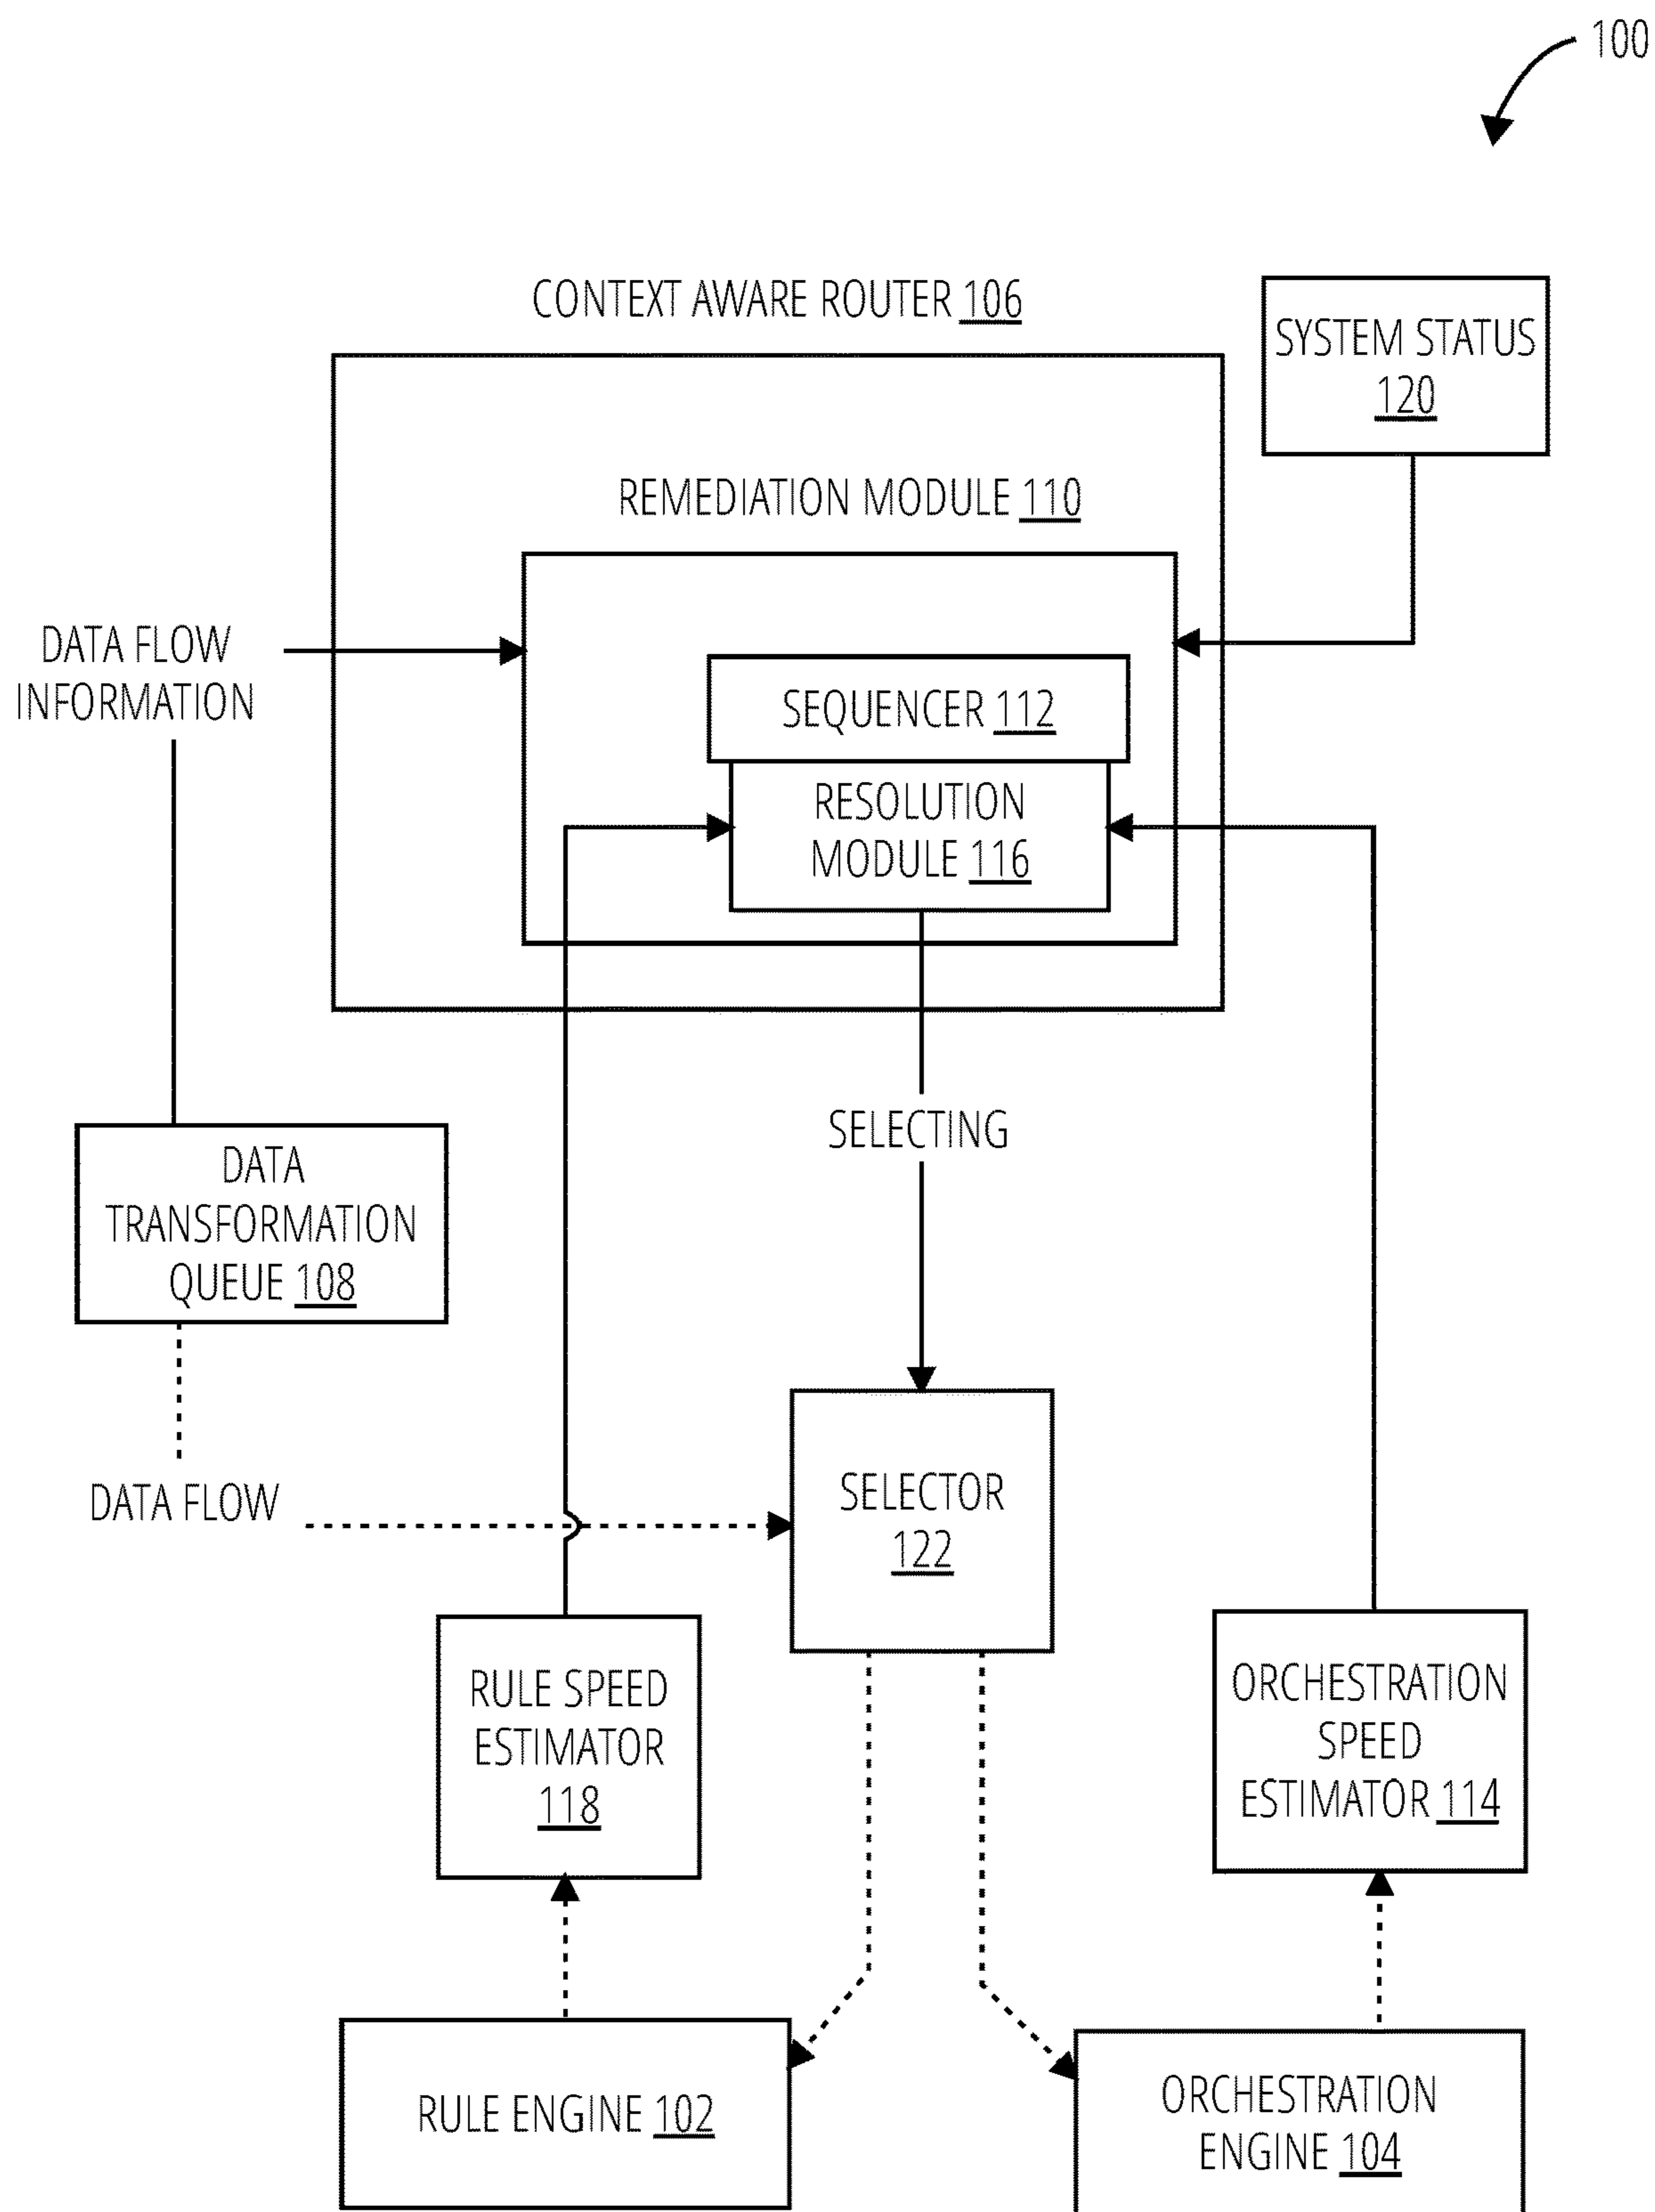 100
CONTEXT AWARE ROUTER 106
SYSTEM STATUS
120
REMEDIATION MODULE 110
DATA FLOW
INFORMATION
SEQUENCER 112
RESOLUTION
MODULE 116
SELECTING
DATA
TRANSFORMATION
QUEUE 108
DATA FLOW
SELECTOR
122
RULE SPEED
ESTIMATOR
118
ORCHESTRATION
SPEED
ESTIMATOR 114
RULE ENGINE 102
ORCHESTRATION
ENGINE 104